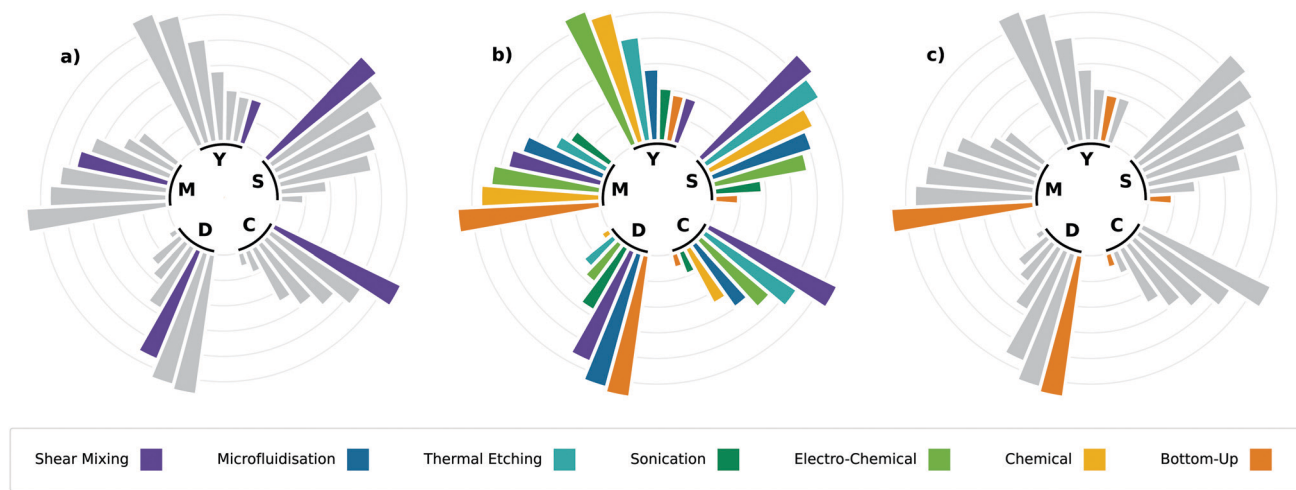 a)
Y
S
M
D
C
b)
Y
S
M
D
C
c)
Y
S
M
D
C
Shear Mixing
Microfluidisation
Thermal Etching
Sonication
Electro-Chemical
Chemical
Bottom-Up